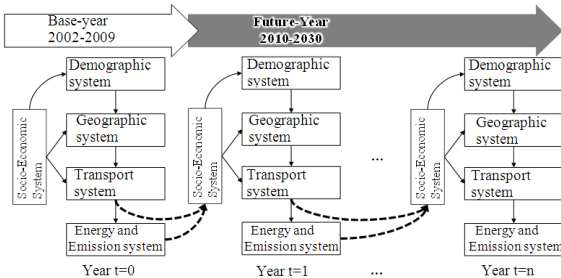 Base-year
2002-2009
Future-Year
2010-2030
Demographic
system
Geographic
system
Transport
system
Energy and
Emission system
Socio-Economic
System
Year t=0
Demographic
system
Geographic
system
Transport
system
Energy and
Emission system
Socio-Economic
System
Year t=1
...
...
Demographic
system
Geographic
system
Transport
system
Energy and
Emission system
Socio-Economic
System
Year t=n